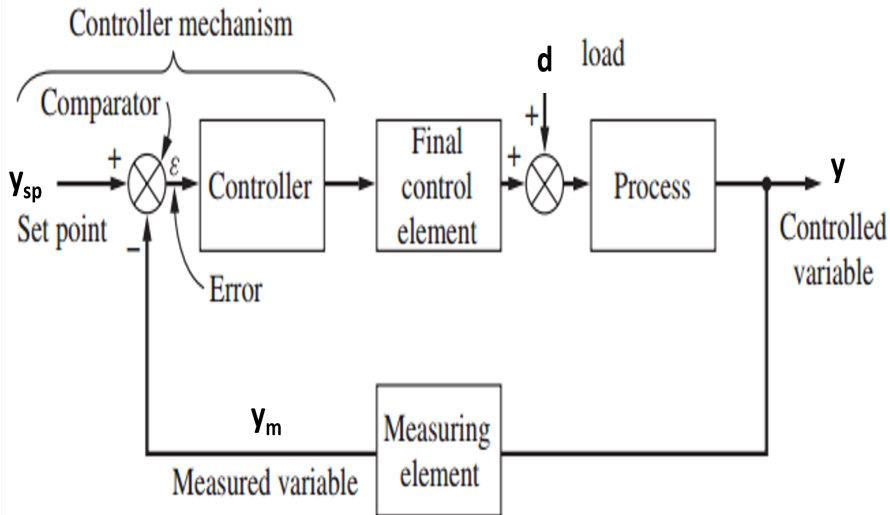 Controller mechanism
Comparator
d load
+
+
ε
+
y_sp
Set point
−
Controller
Final
control
element
Process
y
Controlled
variable
Error
y_m
Measured variable
Measuring
element